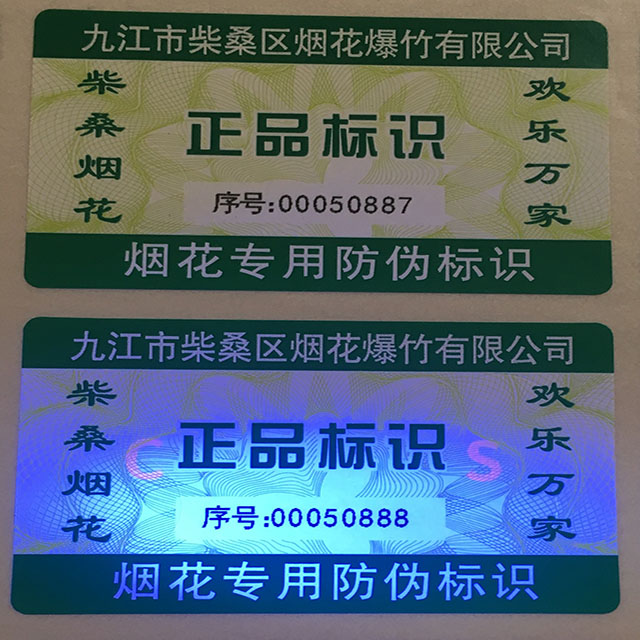 九江市柴桑区烟花爆竹有限公司
柴桑烟花
正品标识
欢乐万家
序号:00050887
烟花专用防伪标识
九江市柴桑区烟花爆竹有限公司
柴桑烟花
C 正品标识 S
欢乐万家
序号:00050888
烟花专用防伪标识